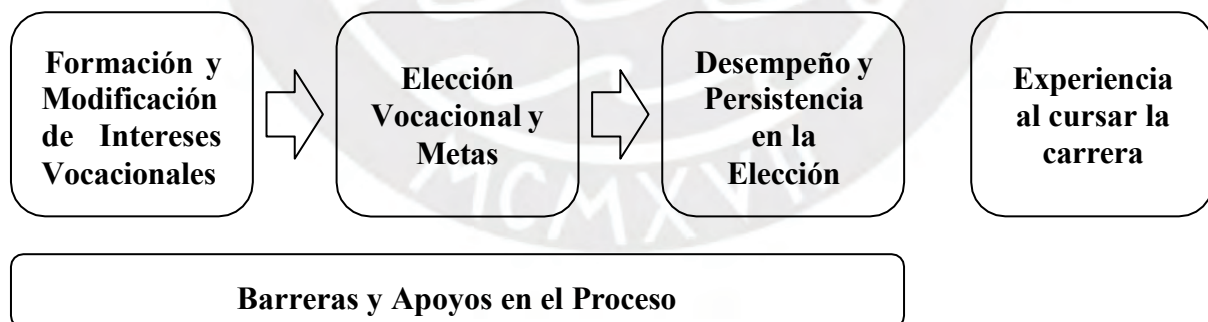 Formación y
Modificación
de Intereses
Vocacionales
Elección
Vocacional y
Metas
Desempeño y
Persistencia
en la
Elección
Experiencia
al cursar la
carrera
MCMXVII
Barreras y Apoyos en el Proceso